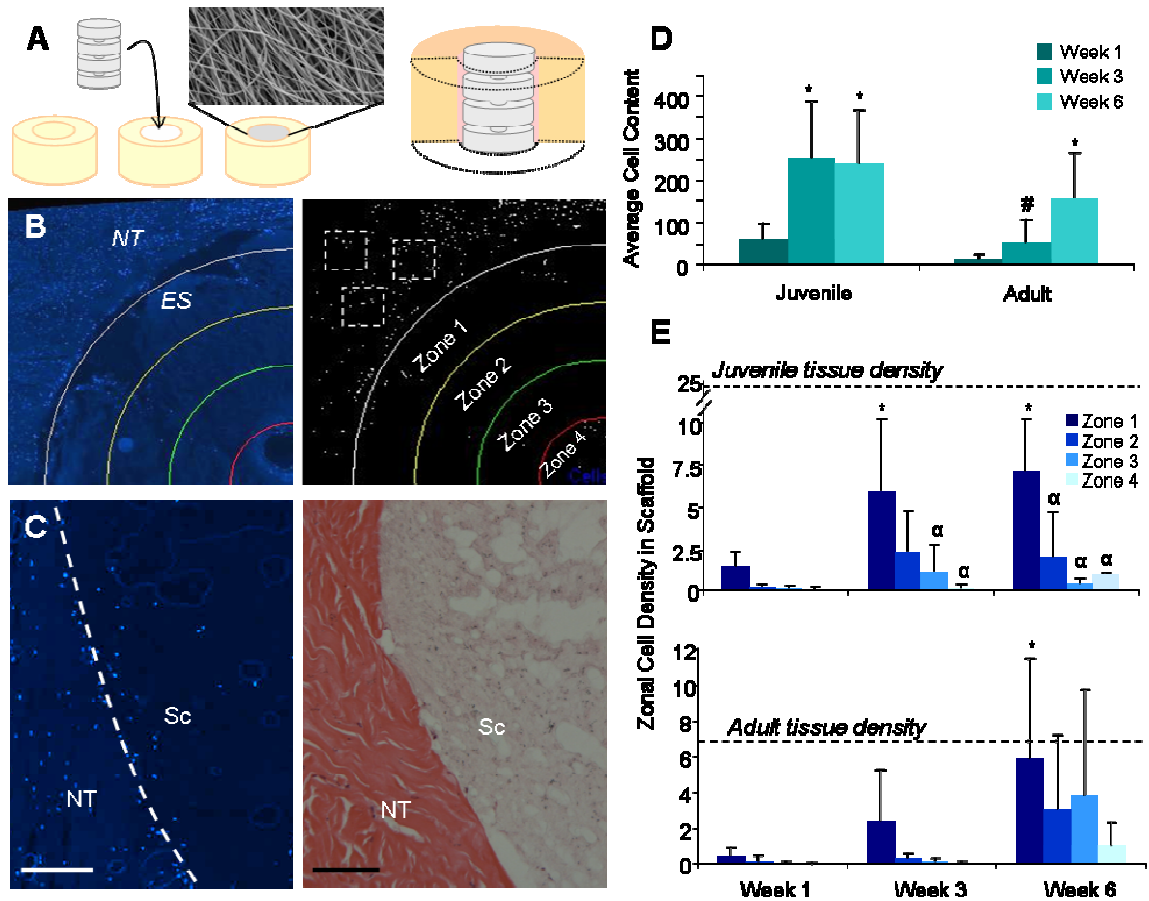 A
B
NT
ES
Zone 1
Zone 2
Zone 3
Zone 4
Cells
C
Sc
NT
Sc
NT
D
Week 1
Week 3
Week 6
Average Cell Content
400
300
200
100
0
* * # *
Juvenile Adult
E
Zonal Cell Density in Scaffold
Juvenile tissue density
25
10
7.5
5
2.5
0
* α α * α α α
Zone 1
Zone 2
Zone 3
Zone 4
Adult tissue density
12
10
8
6
4
2
0
*
Week 1 Week 3 Week 6